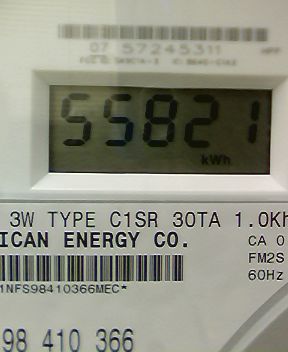 07 57245311
55821
kWh
3W TYPE C1SR 30TA 1.0Kh
ICAN ENERGY CO.
CA 0
FM2S
60Hz
1NFS98410366MEC*
98 410 366